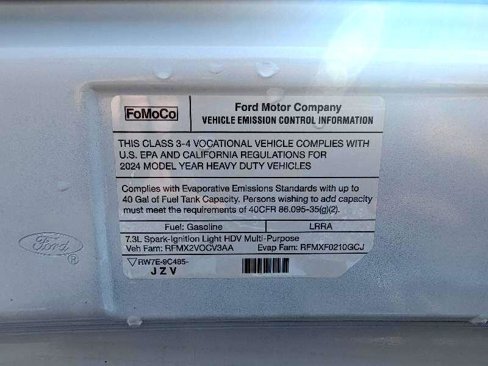 FoMoCo
Ford Motor Company
VEHICLE EMISSION CONTROL INFORMATION
THIS CLASS 3-4 VOCATIONAL VEHICLE COMPLIES WITH
U.S. EPA AND CALIFORNIA REGULATIONS FOR
2024 MODEL YEAR HEAVY DUTY VEHICLES
Complies with Evaporative Emissions Standards with up to
40 Gal of Fuel Tank Capacity. Persons wishing to add capacity
must meet the requirements of 40CFR 86.095-35(g)(2).
Fuel: Gasoline
LRRA
7.3L Spark-Ignition Light HDV Multi-Purpose
Veh Fam: RFMX2VOCV3AA Evap Fam: RFMXF0210GCJ
RW7E-9C485-
J Z V
Ford